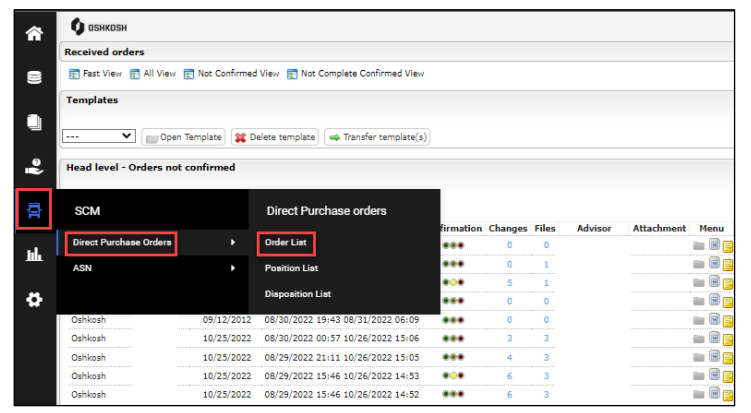 OSHKOSH
Received orders
Fast View All View Not Confirmed View Not Complete Confirmed View
Templates
--- Open Template Delete template Transfer template(s)
Head level - Orders not confirmed
SCM Direct Purchase orders
firmation Changes Files Advisor Attachment Menu
Direct Purchase Orders Order List 0 0
ASN Position List 0 1
5 1
Disposition List 0 0
Oshkosh 09/12/2012 08/30/2022 19:43 08/31/2022 06:09 0 0
Oshkosh 10/25/2022 08/30/2022 00:57 10/26/2022 15:06 3 3
Oshkosh 10/25/2022 08/29/2022 21:11 10/26/2022 15:05 4 3
Oshkosh 10/25/2022 08/29/2022 15:46 10/26/2022 14:53 6 3
Oshkosh 10/25/2022 08/29/2022 15:46 10/26/2022 14:52 6 3